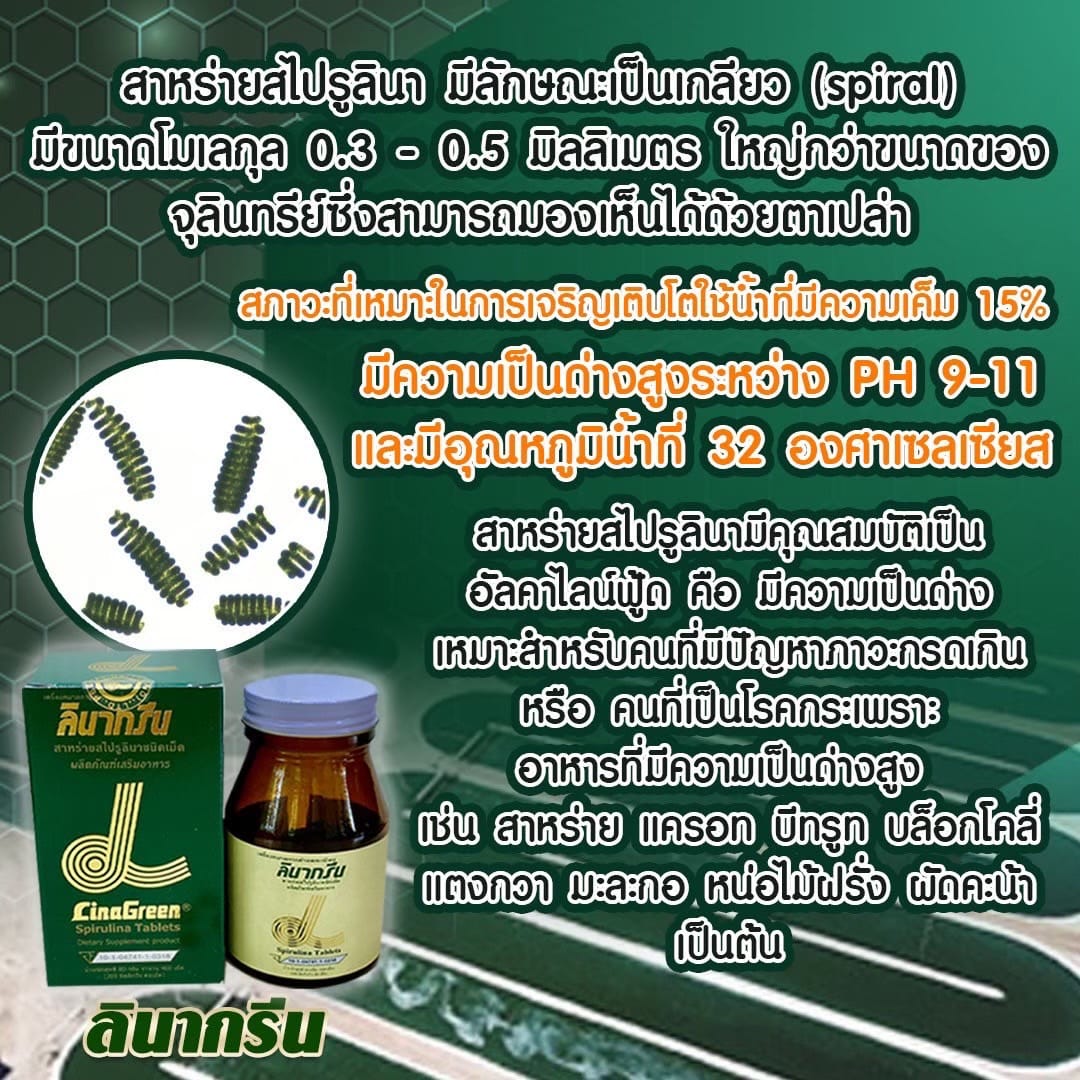 สาหร่ายสไปรูลินา มีลักษณะเป็นเกลียว (spiral)
มีขนาดโมเลกุล 0.3 - 0.5 มิลลิเมตร ใหญ่กว่าขนาดของ
จุลินทรีย์ซึ่งสามารถมองเห็นได้ด้วยตาเปล่า
สภาวะที่เหมาะในการเจริญเติบโตใช้น้ำที่มีความเค็ม 15%
มีความเป็นด่างสูงระหว่าง PH 9-11
และมีอุณหภูมิน้ำที่ 32 องศาเซลเซียส
สาหร่ายสไปรูลินามีคุณสมบัติเป็น
อัลคาไลน์ฟู้ด คือ มีความเป็นด่าง
เหมาะสำหรับคนที่มีปัญหาภาวะกรดเกิน
หรือ คนที่เป็นโรคกระเพราะ
อาหารที่มีความเป็นด่างสูง
เช่น สาหร่าย แครอท บีทรูท บล็อกโคลี่
แตงกวา มะละกอ หน่อไม้ฝรั่ง ผัดคะน้า
เป็นต้น
ลินากรีน
สาหร่ายสไปรูลินาชนิดเม็ด
ผลิตภัณฑ์เสริมอาหาร
LinaGreen®
Spirulina Tablets
Dietary Supplement product
10-1-04741-1-0318
ลินากรีน
Spirulina Tablets
10-1-04741-1-0318
ลินากรีน